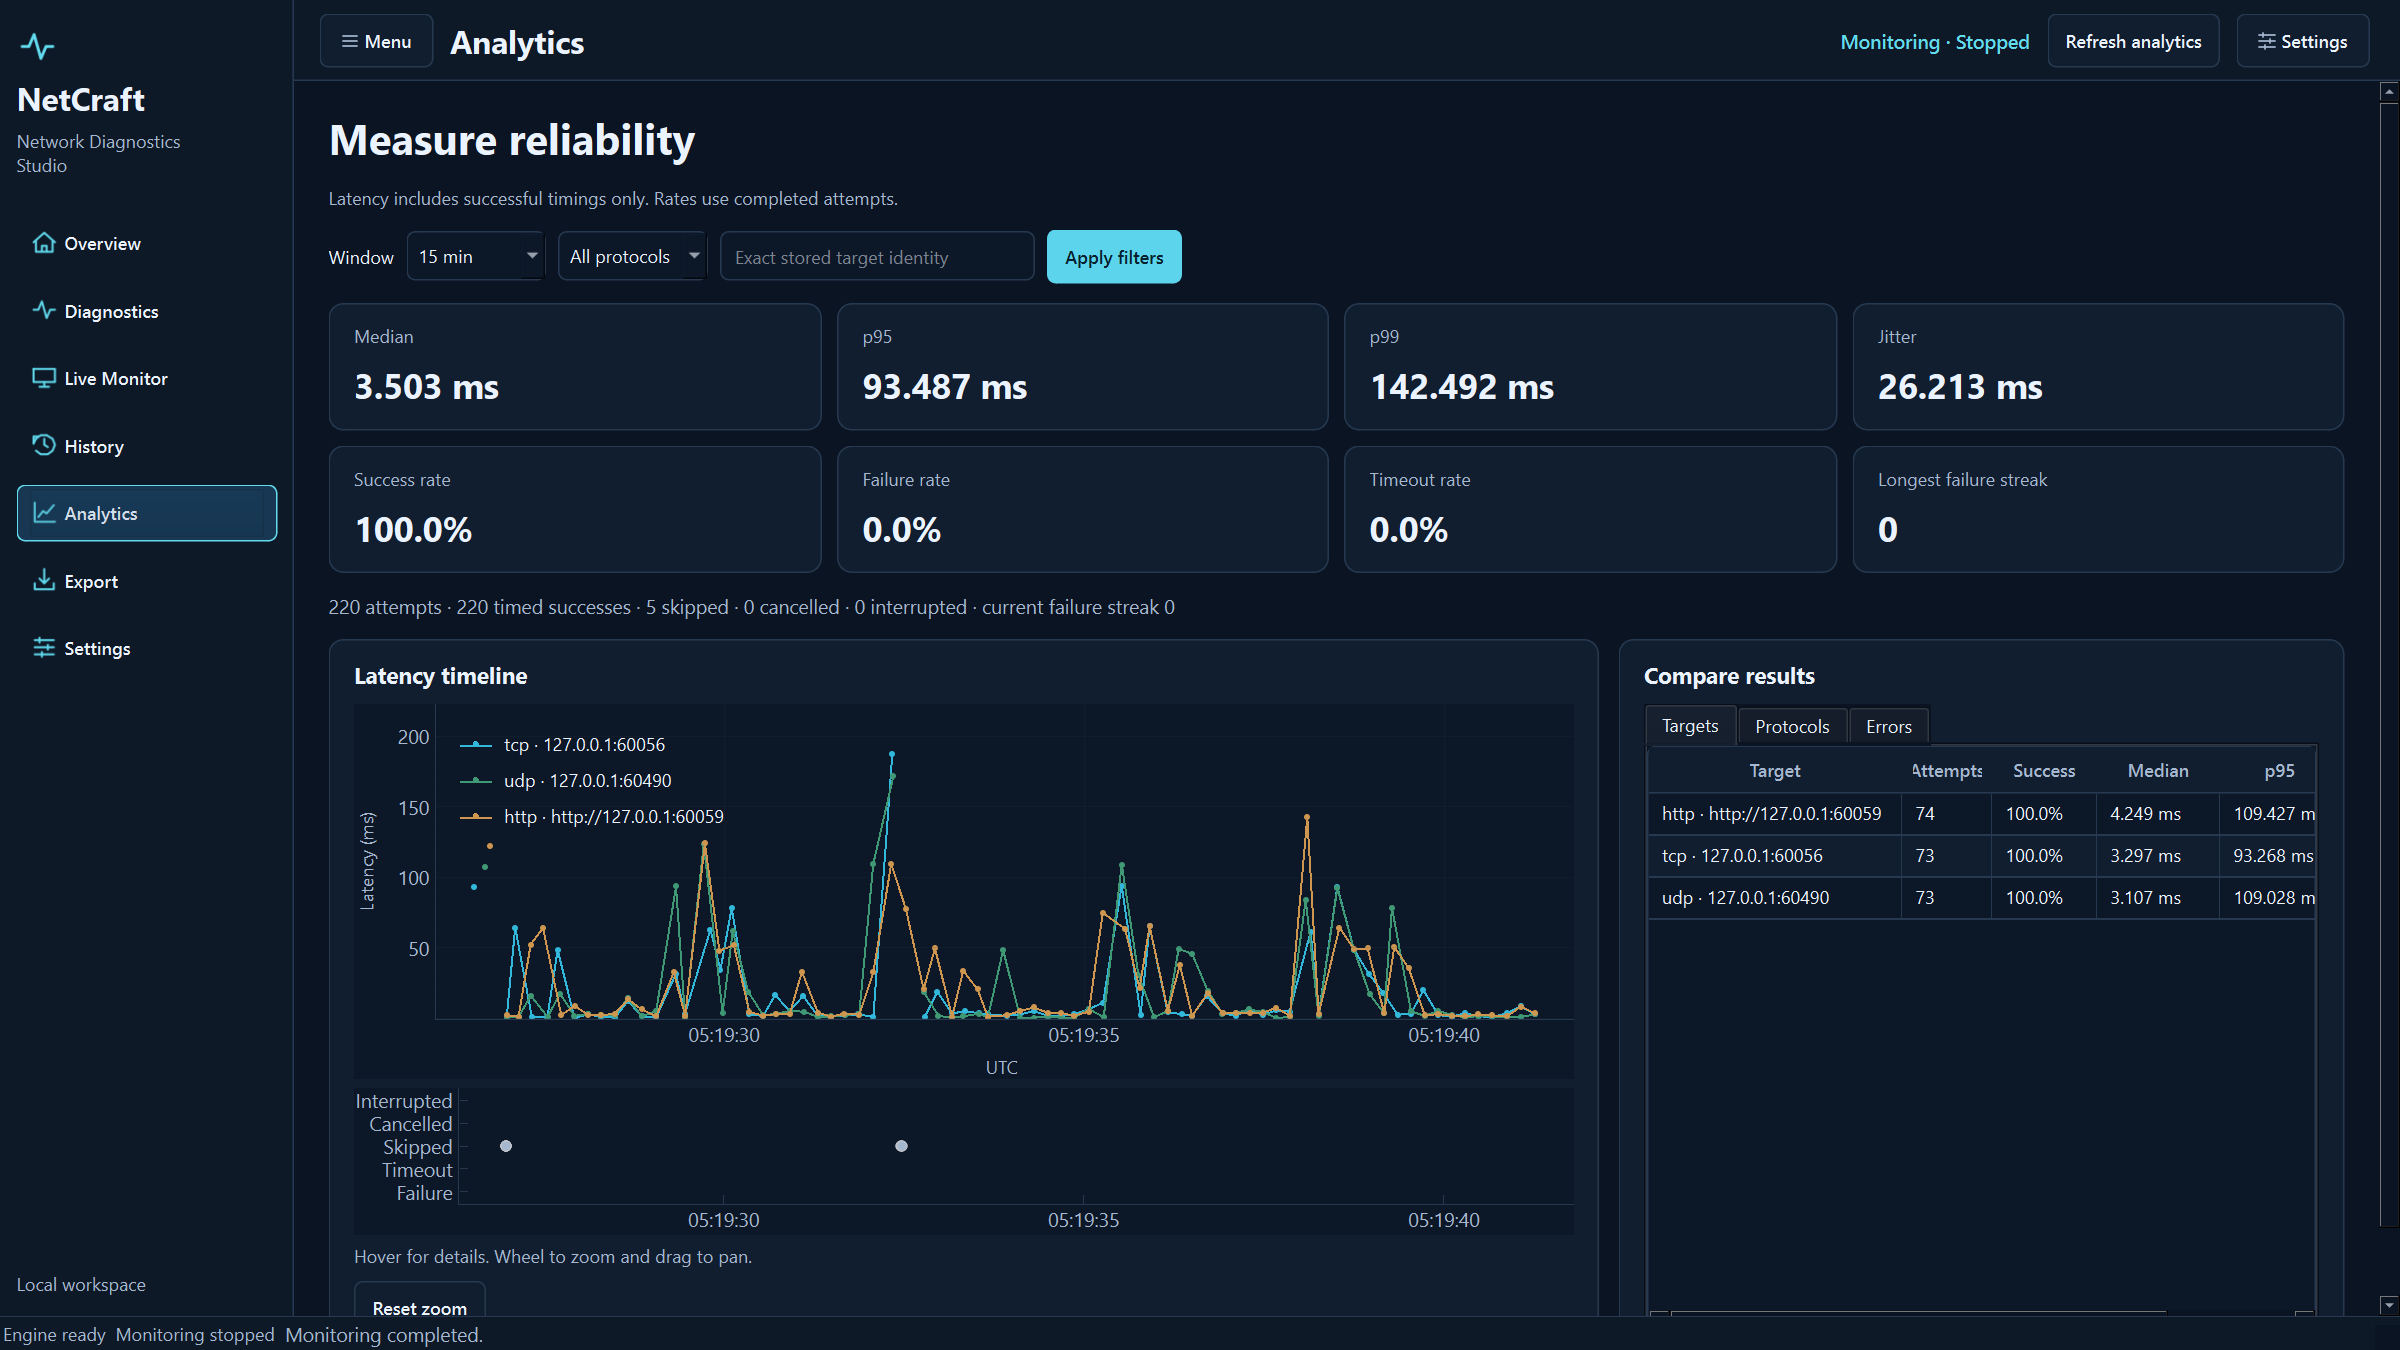 NetCraft
Network Diagnostics
Studio
Overview
Diagnostics
Live Monitor
History
Analytics
Export
Settings
Local workspace
Menu
Analytics
Monitoring · Stopped
Refresh analytics
Settings
Measure reliability
Latency includes successful timings only. Rates use completed attempts.
Window
15 min
All protocols
Exact stored target identity
Apply filters
Median
3.503 ms
p95
93.487 ms
p99
142.492 ms
Jitter
26.213 ms
Success rate
100.0%
Failure rate
0.0%
Timeout rate
0.0%
Longest failure streak
0
220 attempts · 220 timed successes · 5 skipped · 0 cancelled · 0 interrupted · current failure streak 0
Latency timeline
tcp · 127.0.0.1:60056
udp · 127.0.0.1:60490
http · http://127.0.0.1:60059
Latency (ms)
200
150
100
50
05:19:30 05:19:35 05:19:40
UTC
Interrupted
Cancelled
Skipped
Timeout
Failure
05:19:30 05:19:35 05:19:40
Hover for details. Wheel to zoom and drag to pan.
Reset zoom
Compare results
Targets Protocols Errors
Target Attempts Success Median p95
http · http://127.0.0.1:60059 74 100.0% 4.249 ms 109.427 m
tcp · 127.0.0.1:60056 73 100.0% 3.297 ms 93.268 ms
udp · 127.0.0.1:60490 73 100.0% 3.107 ms 109.028 m
Engine ready Monitoring stopped Monitoring completed.